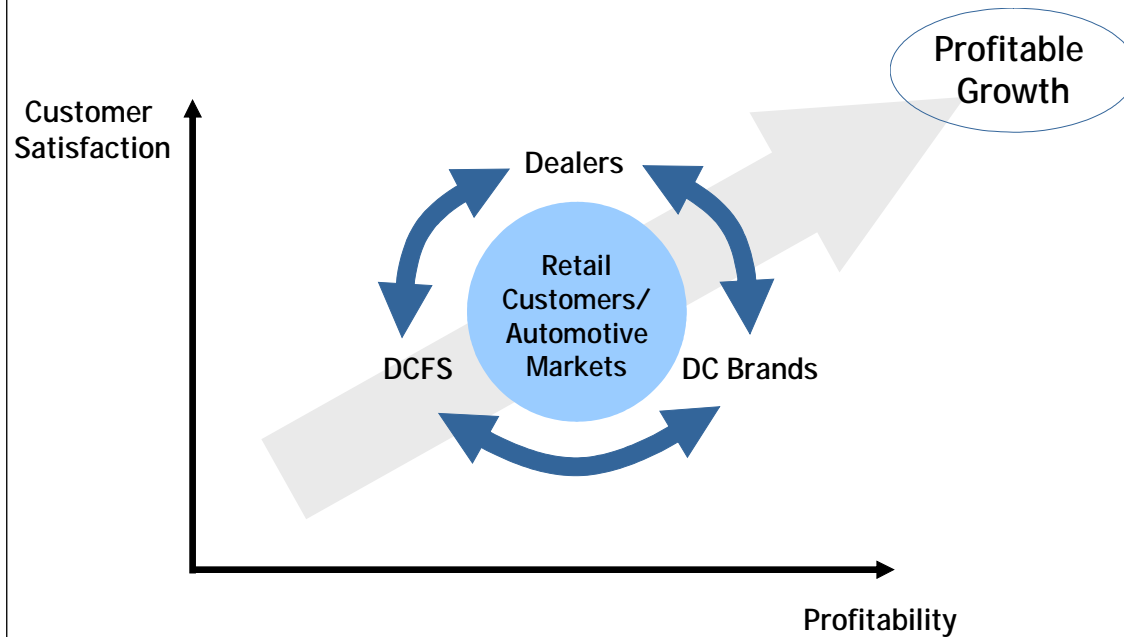 Profitable
Growth
Customer
Satisfaction
Dealers
Retail
Customers/
Automotive
Markets
DCFS
DC Brands
Profitability